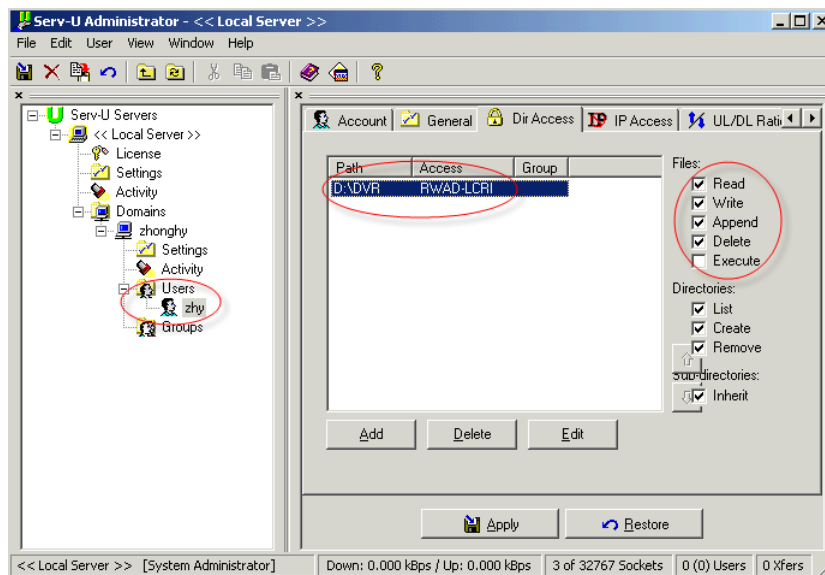 Serv-U Administrator - << Local Server >>
File Edit User View Window Help
Serv-U Servers
<< Local Server >>
License
Settings
Activity
Domains
zhonghy
Settings
Activity
Users
zhy
Groups
Account General Dir Access IP Access UL/DL Rati
Path Access Group
D:\DVR RWAD-LCRI
Files:
Read
Write
Append
Delete
Execute
Directories:
List
Create
Remove
Sub-directories:
Inherit
Add Delete Edit
Apply Restore
<< Local Server >> [System Administrator] Down: 0.000 kBps / Up: 0.000 kBps 3 of 32767 Sockets 0 (0) Users 0 Xfers